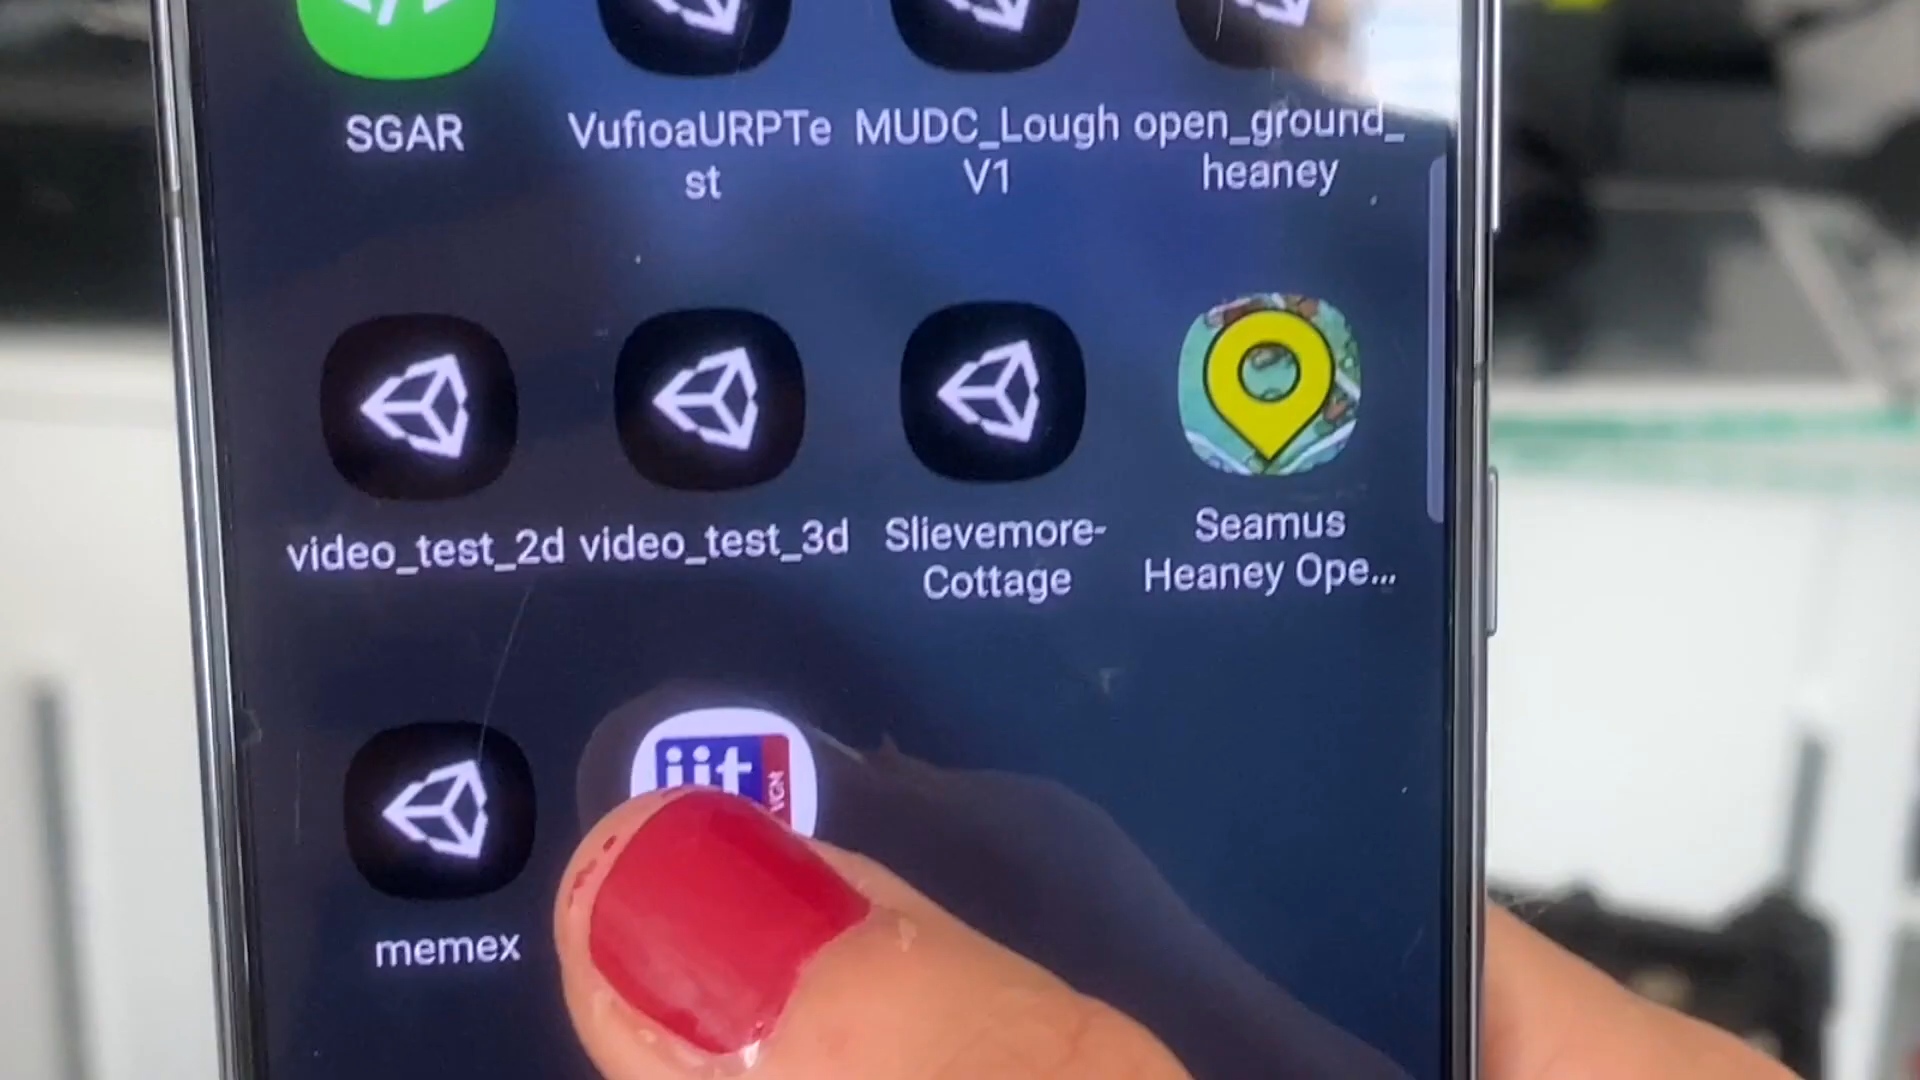 SGAR
VufioaURPTe
st
MUDC_Lough
V1
open_ground_
heaney
video_test_2d
video_test_3d
Slievemore-
Cottage
Seamus
Heaney Ope...
memex
iit